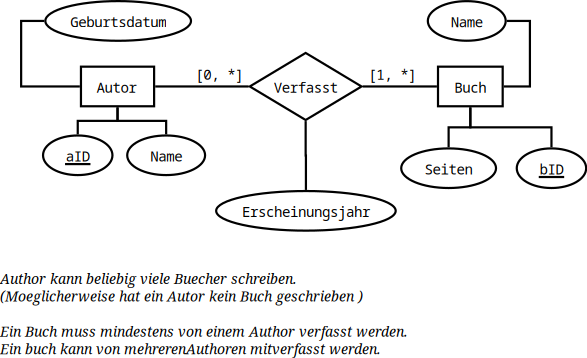 Geburtsdatum
Name
[0, *]
[1, *]
Autor
Verfasst
Buch
aID
Name
Seiten
bID
Erscheinungsjahr
Author kann beliebig viele Buecher schreiben.
(Moeglicherweise hat ein Autor kein Buch geschrieben )
Ein Buch muss mindestens von einem Author verfasst werden.
Ein buch kann von mehrerenAuthoren mitverfasst werden.